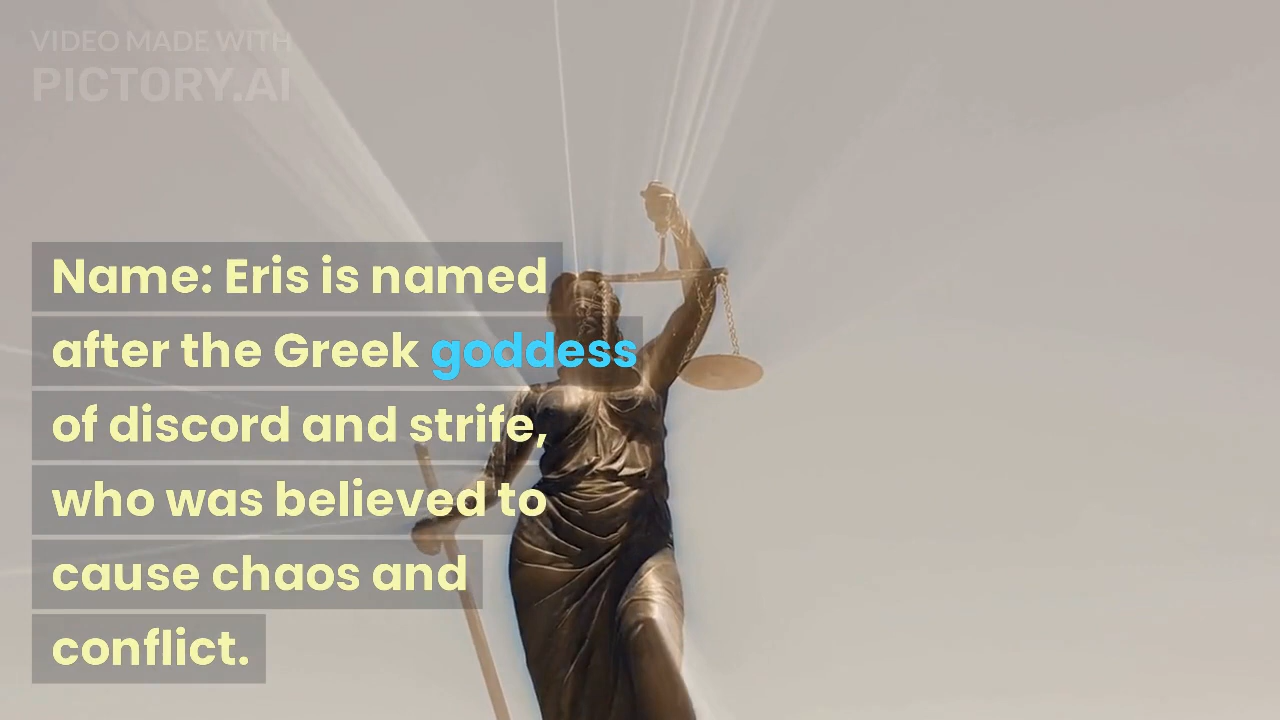 VIDEO MADE WITH
PICTORY.AI
Name: Eris is named
after the Greek goddess
of discord and strife,
who was believed to
cause chaos and
conflict.